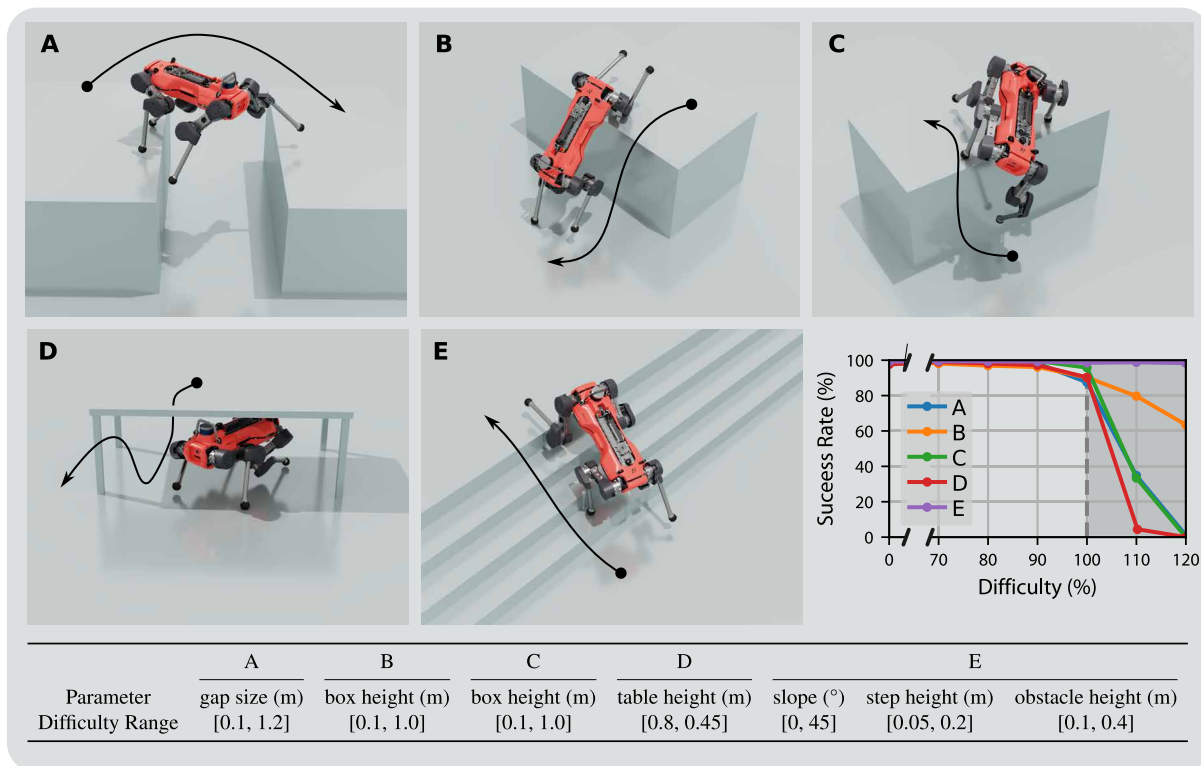 A
B
C
D
E
Suceess Rate (%)
100
80
60
40
20
0
A
B
C
D
E
0 70 80 90 100 110 120
Difficulty (%)
A B C D E
Parameter gap size (m) box height (m) box height (m) table height (m) slope (°) step height (m) obstacle height (m)
Difficulty Range [0.1, 1.2] [0.1, 1.0] [0.1, 1.0] [0.8, 0.45] [0, 45] [0.05, 0.2] [0.1, 0.4]